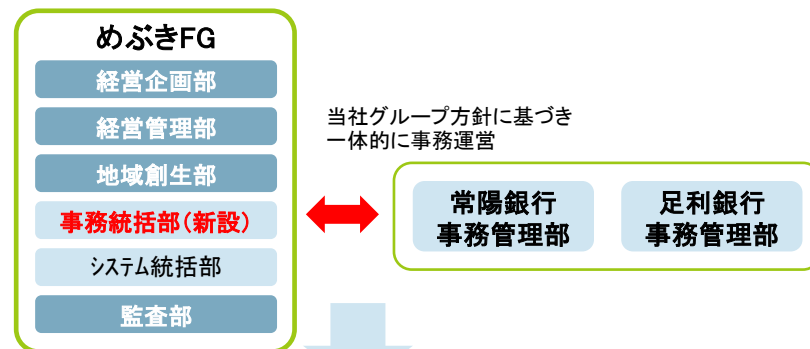 めぶきFG
経営企画部
経営管理部
地域創生部
事務統括部（新設）
システム統括部
監査部
当社グループ方針に基づき
一体的に事務運営
常陽銀行
事務管理部
足利銀行
事務管理部